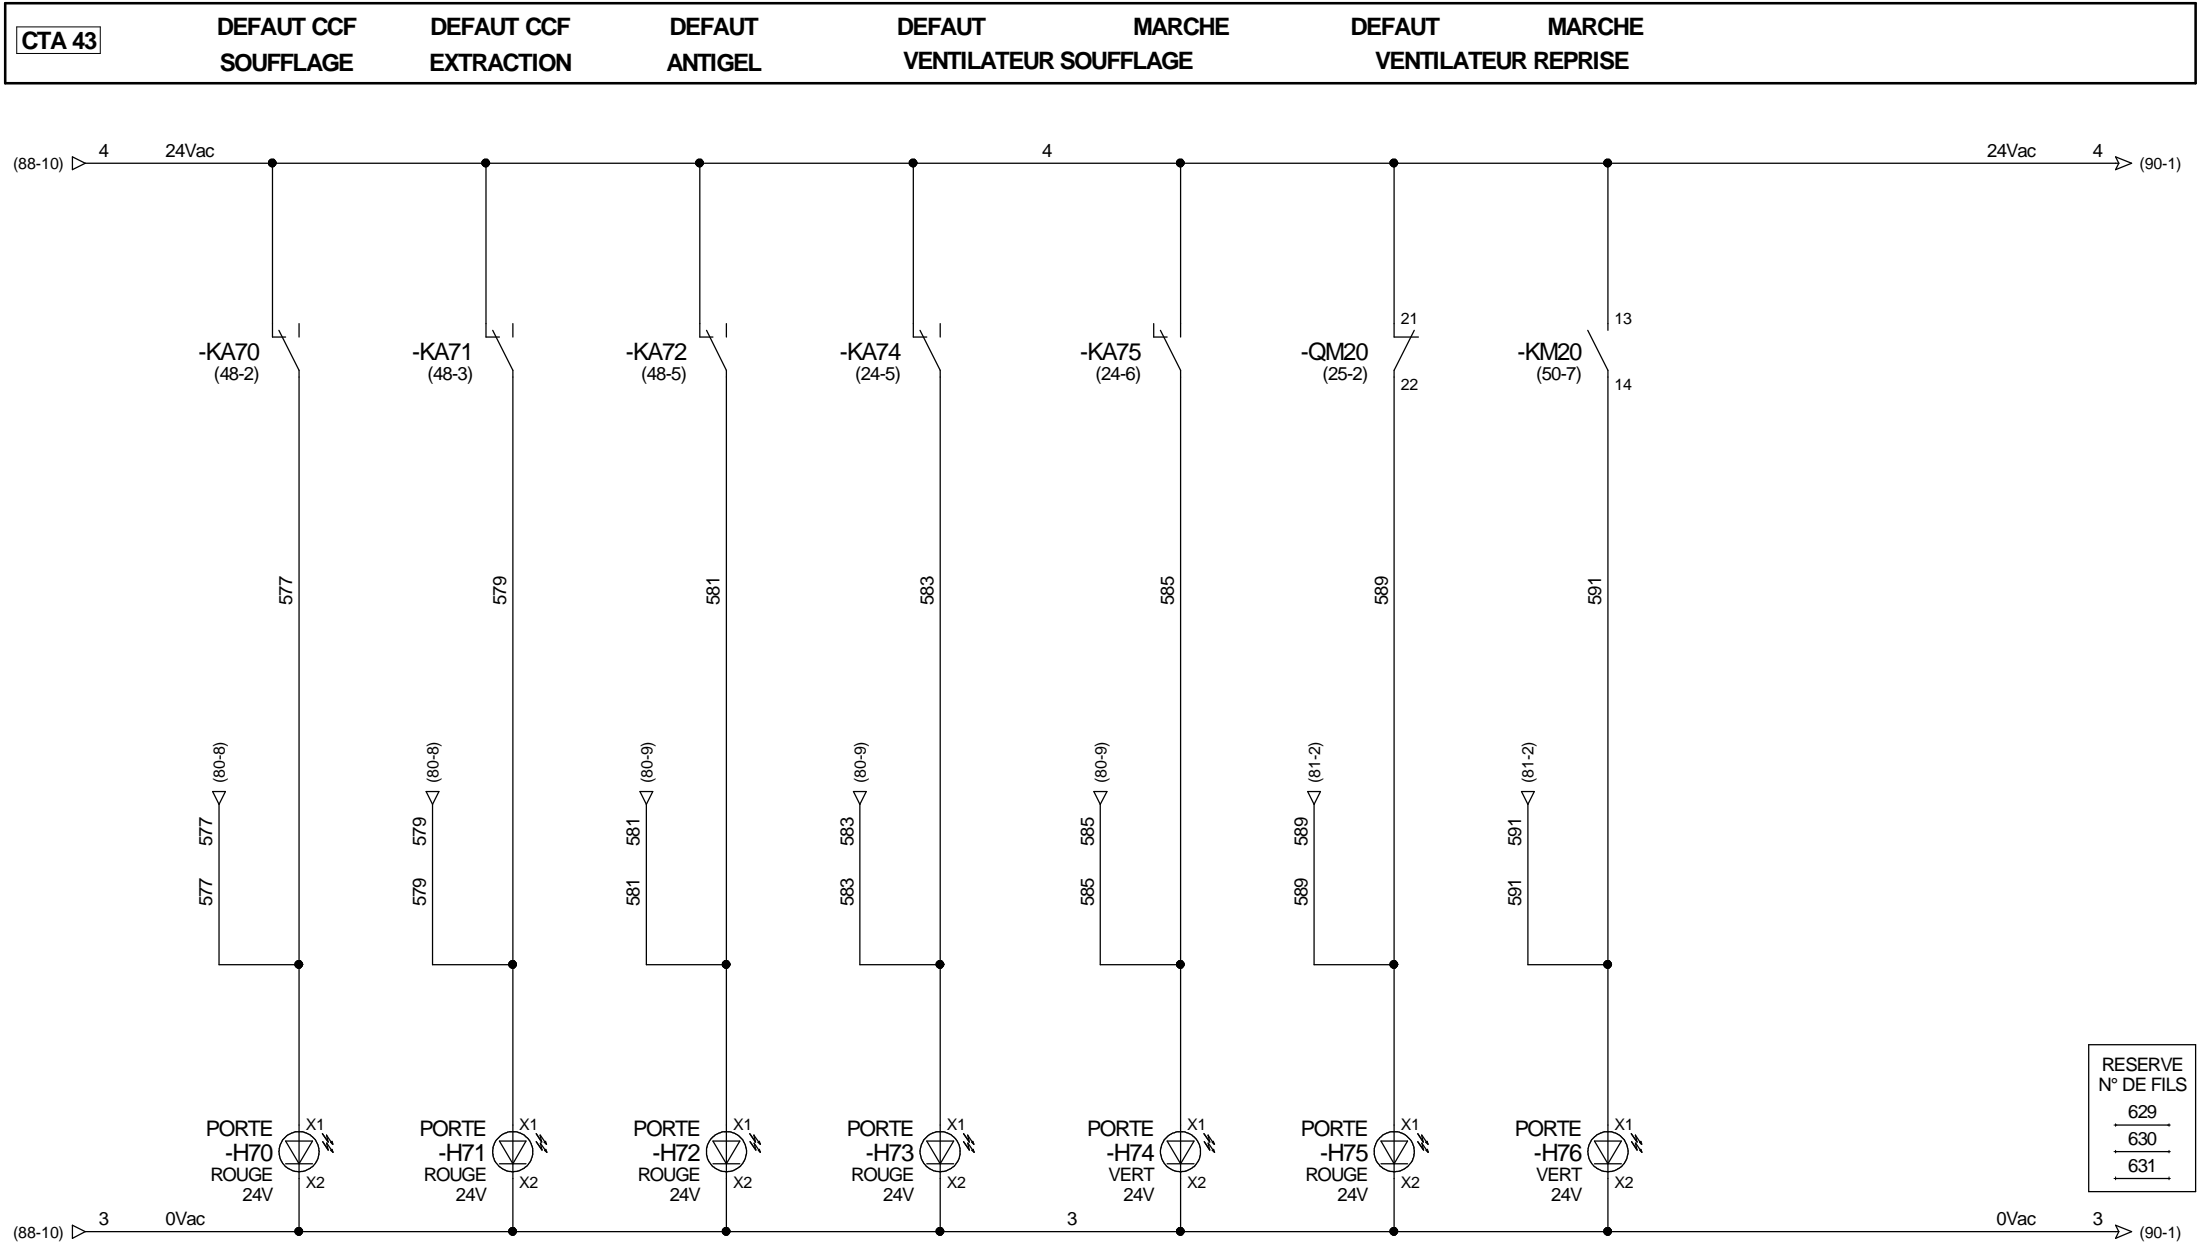 CTA 43
DEFAUT CCF
SOUFFLAGE
DEFAUT CCF
EXTRACTION
DEFAUT
ANTIGEL
DEFAUT MARCHE
VENTILATEUR SOUFFLAGE
DEFAUT MARCHE
VENTILATEUR REPRISE
(88-10) 4 24Vac 4 24Vac 4 (90-1)
-KA70
(48-2)
-KA71
(48-3)
-KA72
(48-5)
-KA74
(24-5)
-KA75
(24-6)
21
-QM20
(25-2)
22
13
-KM20
(50-7)
14
577 579 581 583 585 589 591
(80-8) (80-8) (80-9) (80-9) (80-9) (81-2) (81-2)
577 579 581 583 585 589 591
577 579 581 583 585 589 591
PORTE X1
-H70
ROUGE X2
24V
PORTE X1
-H71
ROUGE X2
24V
PORTE X1
-H72
ROUGE X2
24V
PORTE X1
-H73
ROUGE X2
24V
PORTE X1
-H74
VERT X2
24V
PORTE X1
-H75
ROUGE X2
24V
PORTE X1
-H76
VERT X2
24V
RESERVE
N° DE FILS
629
630
631
(88-10) 3 0Vac 3 0Vac 3 (90-1)